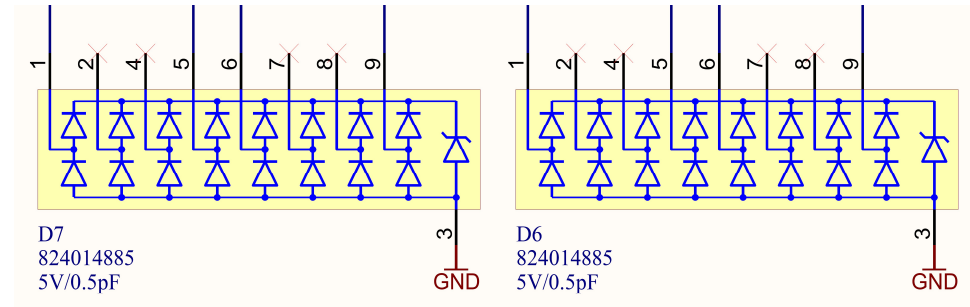 1 2 4 5 6 7 8 9 1 2 4 5 6 7 8 9
D7 3 D6 3
824014885 824014885
5V/0.5pF GND 5V/0.5pF GND